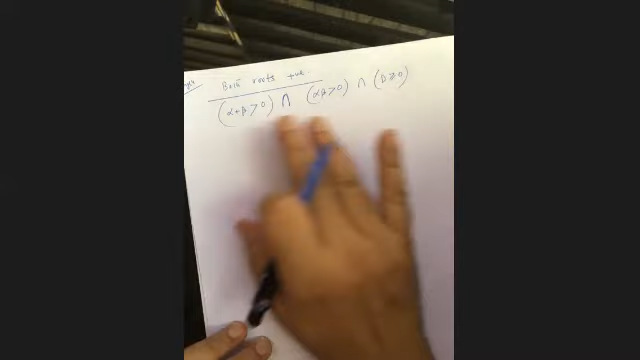 Both roots +ve.
(α+β > 0) ∩ (αβ > 0) ∩ (D ≥ 0)